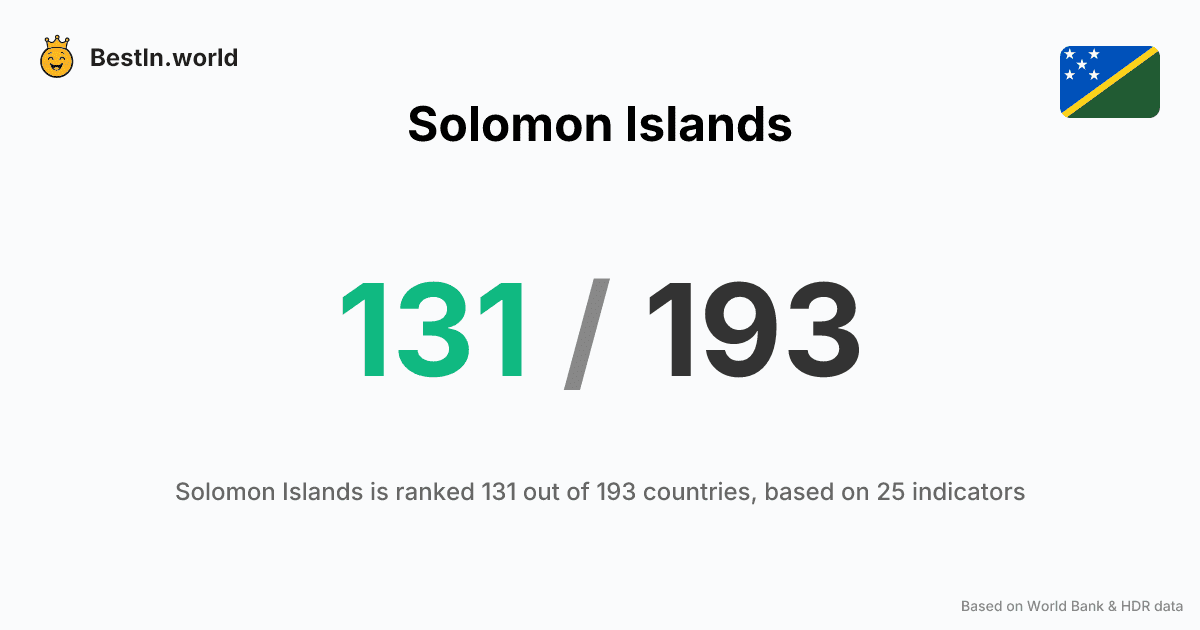 BestIn.world
Solomon Islands
131 / 193
Solomon Islands is ranked 131 out of 193 countries, based on 25 indicators
Based on World Bank & HDR data